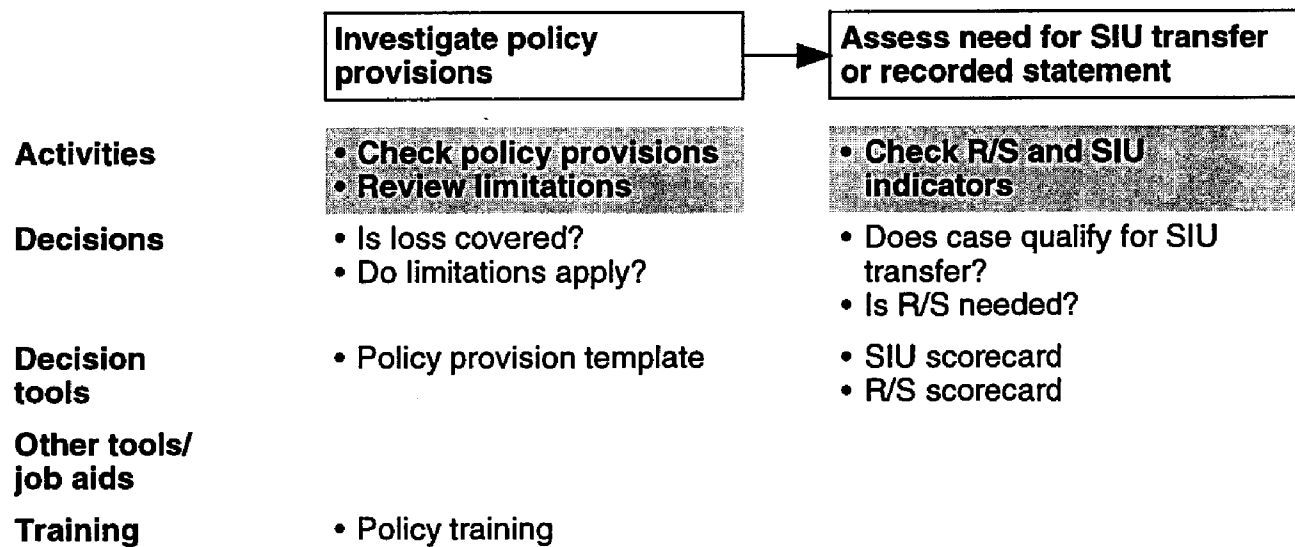 Investigate policy
provisions
Assess need for SIU transfer
or recorded statement
Activities
• Check policy provisions
• Review limitations
• Check R/S and SIU
indicators
Decisions
• Is loss covered?
• Do limitations apply?
• Does case qualify for SIU
transfer?
• Is R/S needed?
Decision
tools
• Policy provision template
• SIU scorecard
• R/S scorecard
Other tools/
job aids
Training
• Policy training